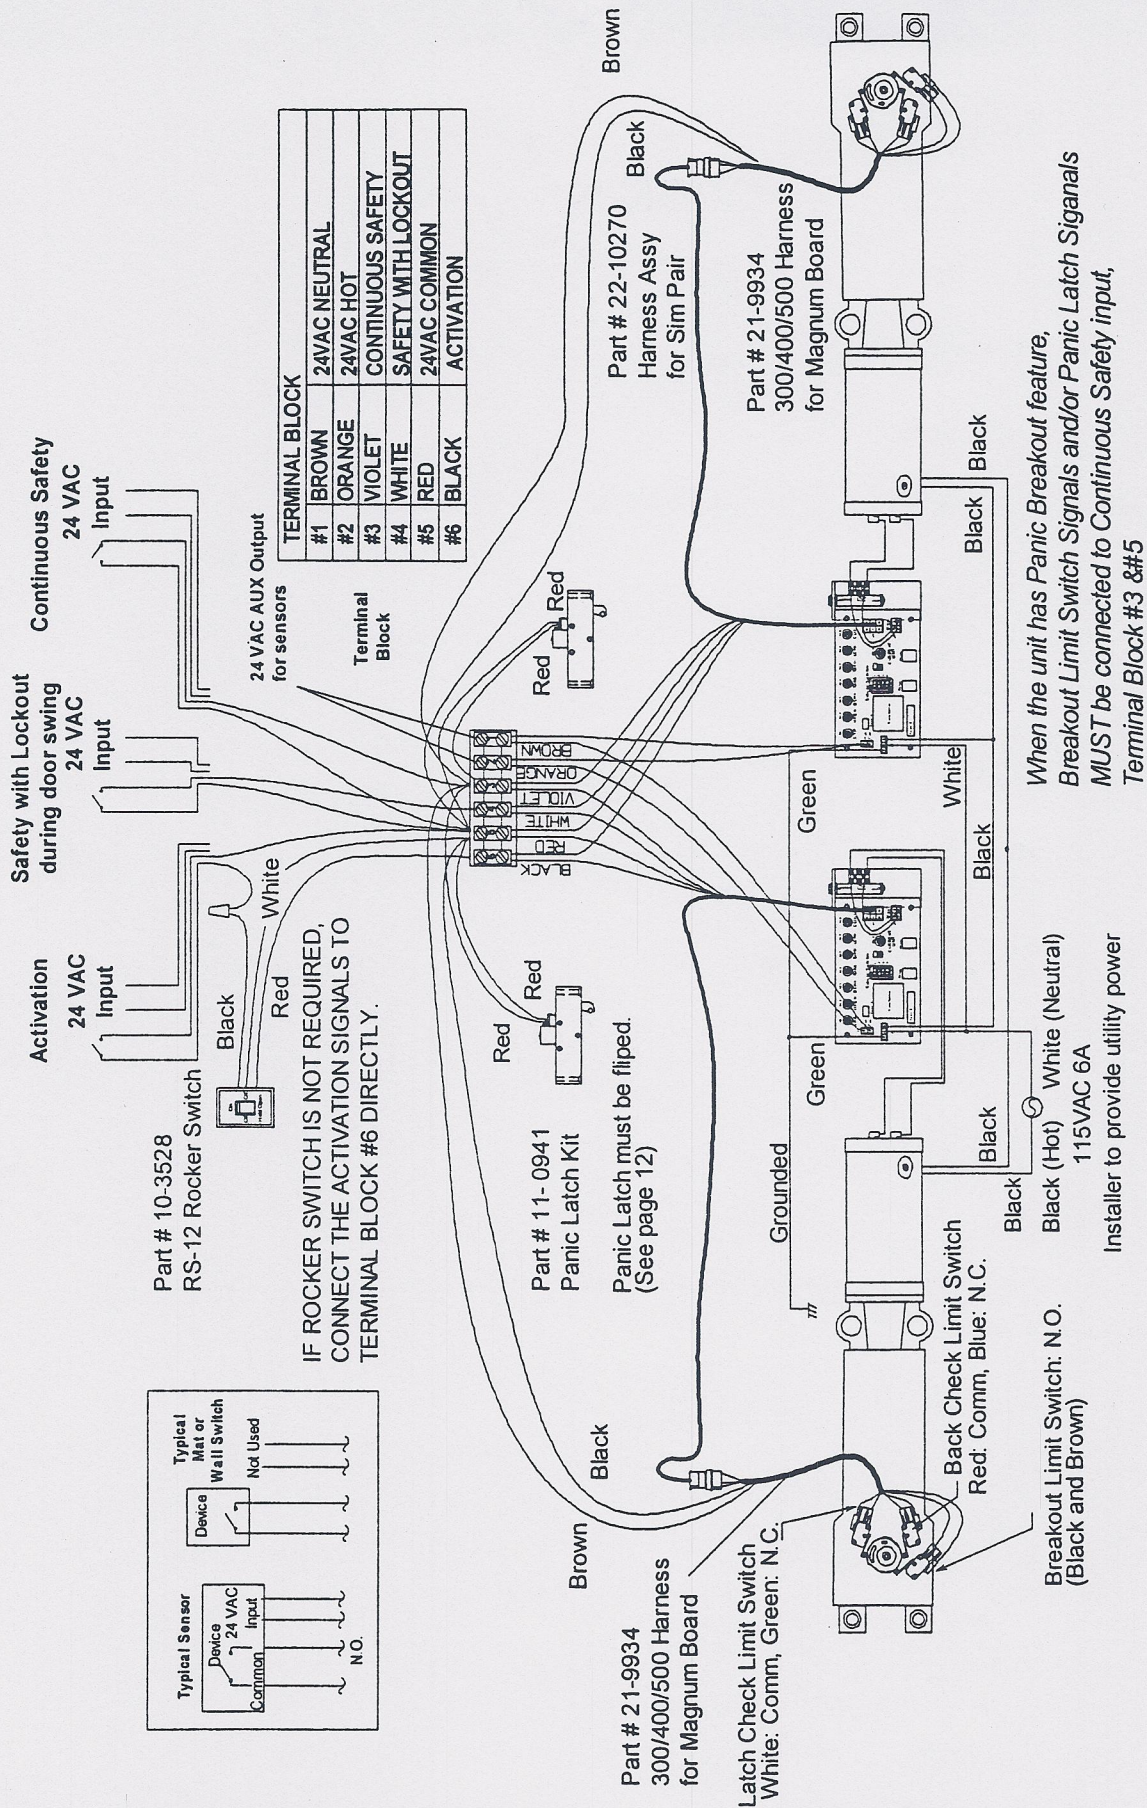 Typical Sensor
Device
24 VAC
Input
Common
N.O.
Typical
Mat or
Wall Switch
Device
Not Used
Activation
24 VAC
Input
Safety with Lockout
during door swing
24 VAC
Input
Continuous Safety
24 VAC
Input
Part # 10-3528
RS-12 Rocker Switch
Black
White
Red
IF ROCKER SWITCH IS NOT REQUIRED,
CONNECT THE ACTIVATION SIGNALS TO
TERMINAL BLOCK #6 DIRECTLY.
24 VAC AUX Output
for sensors
Terminal
Block
TERMINAL BLOCK
#1 BROWN 24VAC NEUTRAL
#2 ORANGE 24VAC HOT
#3 VIOLET CONTINUOUS SAFETY
#4 WHITE SAFETY WITH LOCKOUT
#5 RED 24VAC COMMON
#6 BLACK ACTIVATION
BLACK
RED
WHITE
VIOLET
ORANGE
BROWN
Red
Red
Red
Red
Part # 11- 0941
Panic Latch Kit
Panic Latch must be fliped.
(See page 12)
Brown
Black
Black
Brown
Part # 22-10270
Harness Assy
for Sim Pair
Part # 21-9934
300/400/500 Harness
for Magnum Board
Part # 21-9934
300/400/500 Harness
for Magnum Board
Latch Check Limit Switch
White: Comm, Green: N.C.
Grounded
Green
Green
Back Check Limit Switch
Red: Comm, Blue: N.C.
Breakout Limit Switch: N.O.
(Black and Brown)
Black
Black
Black
White
Black
Black
Black (Hot) White (Neutral)
115VAC 6A
Installer to provide utility power
When the unit has Panic Breakout feature,
Breakout Limit Switch Signals and/or Panic Latch Siganals
MUST be connected to Continuous Safety input,
Terminal Block #3 &#5